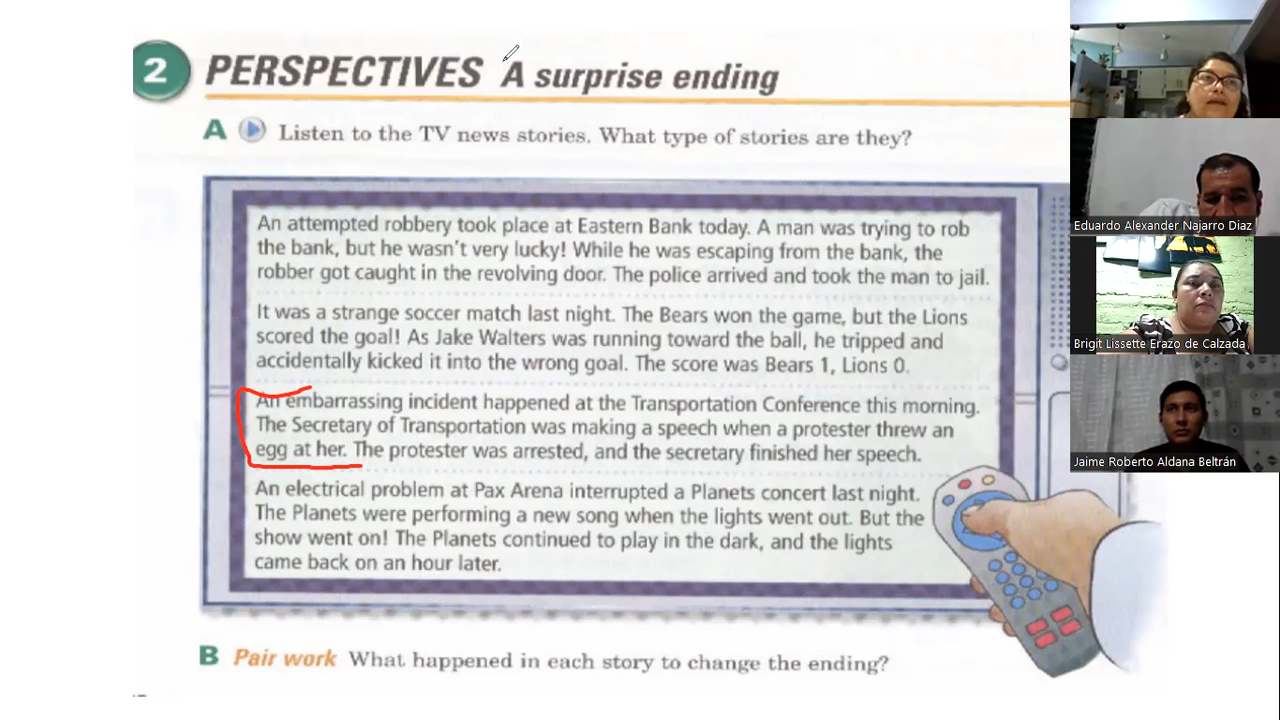 2 PERSPECTIVES A surprise ending
A Listen to the TV news stories. What type of stories are they?
An attempted robbery took place at Eastern Bank today. A man was trying to rob
the bank, but he wasn't very lucky! While he was escaping from the bank, the
robber got caught in the revolving door. The police arrived and took the man to jail.
It was a strange soccer match last night. The Bears won the game, but the Lions
scored the goal! As Jake Walters was running toward the ball, he tripped and
accidentally kicked it into the wrong goal. The score was Bears 1, Lions 0.
An embarrassing incident happened at the Transportation Conference this morning.
The Secretary of Transportation was making a speech when a protester threw an
egg at her. The protester was arrested, and the secretary finished her speech.
An electrical problem at Pax Arena interrupted a Planets concert last night.
The Planets were performing a new song when the lights went out. But the
show went on! The Planets continued to play in the dark, and the lights
came back on an hour later.
B Pair work What happened in each story to change the ending?
Eduardo Alexander Najarro Diaz
Brigit Lissette Erazo de Calzada
Jaime Roberto Aldana Beltrán